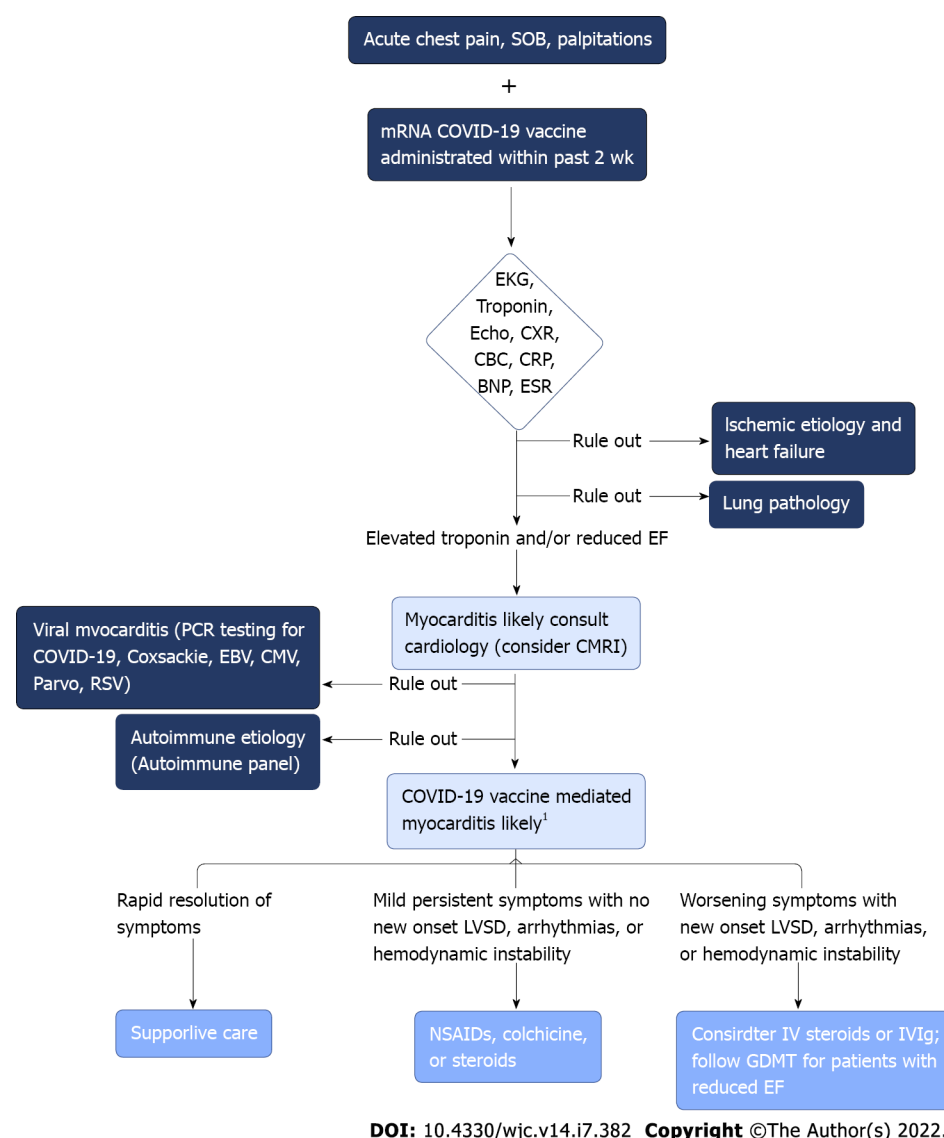 Acute chest pain, SOB, palpitations
+
mRNA COVID-19 vaccine
administrated within past 2 wk
EKG,
Troponin,
Echo, CXR,
CBC, CRP,
BNP, ESR
Rule out
Ischemic etiology and
heart failure
Rule out
Lung pathology
Elevated troponin and/or reduced EF
Myocarditis likely consult
cardiology (consider CMRI)
Viral mvocarditis (PCR testing for
COVID-19, Coxsackie, EBV, CMV,
Parvo, RSV)
Rule out
Autoimmune etiology
(Autoimmune panel)
Rule out
COVID-19 vaccine mediated
myocarditis likely¹
Rapid resolution of
symptoms
Mild persistent symptoms with no
new onset LVSD, arrhythmias, or
hemodynamic instability
Worsening symptoms with
new onset LVSD, arrhythmias,
or hemodynamic instability
Supporlive care
NSAIDs, colchicine,
or steroids
Consirdter IV steroids or IVIg;
follow GDMT for patients with
reduced EF
DOI: 10.4330/wjc.v14.i7.382 Copyright ©The Author(s) 2022.